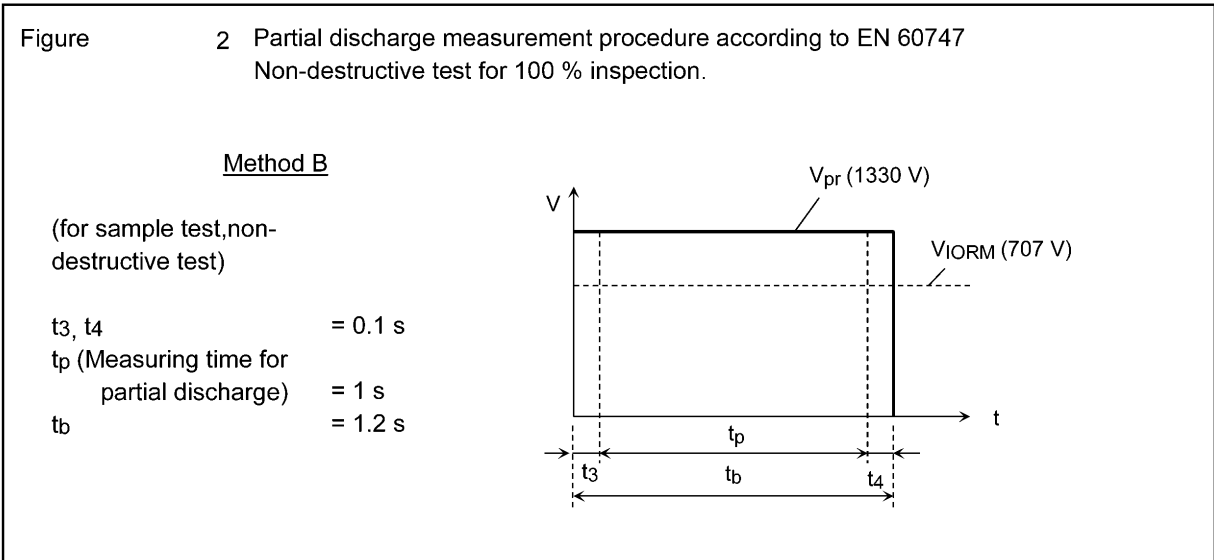 Figure 2 Partial discharge measurement procedure according to EN 60747
Non-destructive test for 100 % inspection.
Method B
(for sample test,non-
destructive test)
t3, t4 = 0.1 s
tp (Measuring time for
partial discharge) = 1 s
tb = 1.2 s
Vpr (1330 V)
V
VIORM (707 V)
t
tp
t3 tb t4